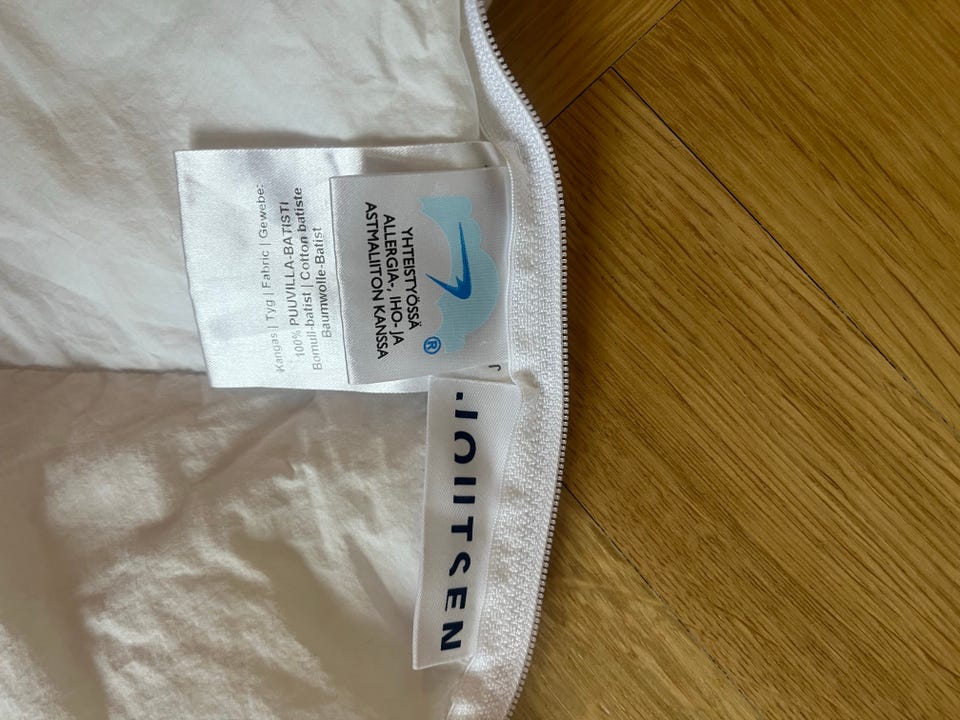 Kangas | Tyg | Fabric | Gewebe:
100% PUUVILLA-BATISTI
Bomuli-batist | Cotton batiste
Baumwolle-Batist
YHTEISTYÖSSÄ
ALLERGIA-, IHO- JA
ASTMALIITON KANSSA
®
JOUTSEN